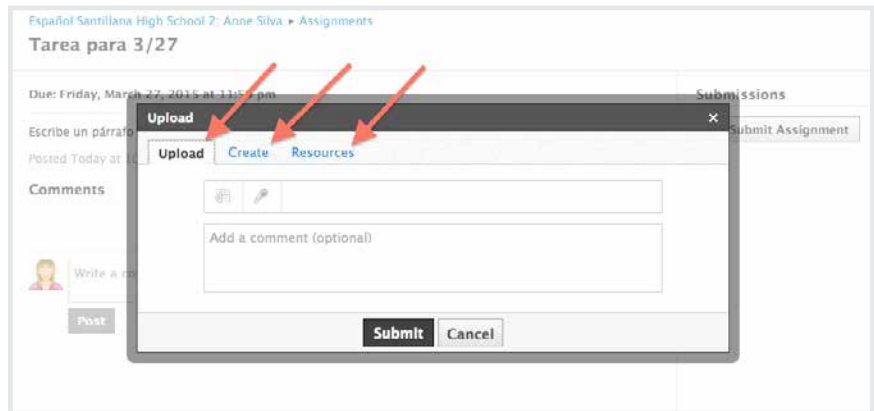 Español Santillana High School 2: Anne Silva ▸ Assignments
Tarea para 3/27
Due: Friday, March 27, 2015 at 11:59 pm
Submissions
Upload ×
Escribe un párrafo
Submit Assignment
Upload Create Resources
Posted Today at
Comments
Add a comment (optional)
Write a
Post
Submit Cancel